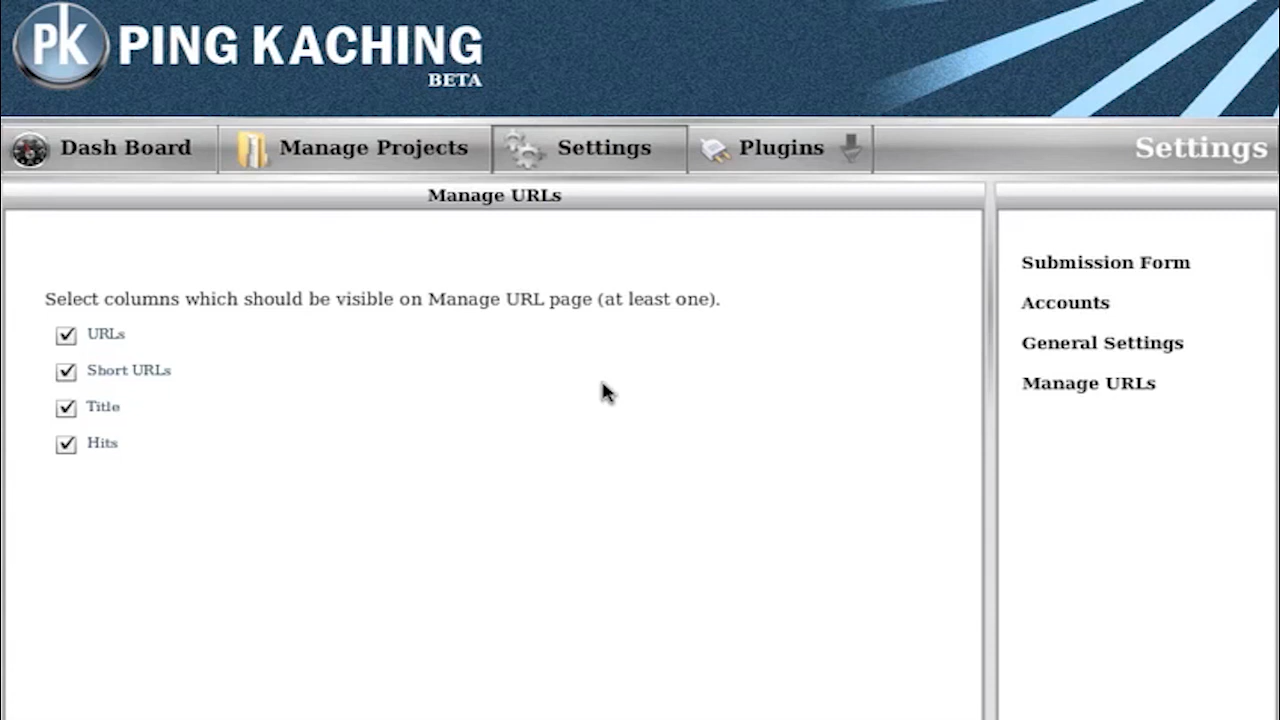 PK PING KACHING
BETA
Dash Board Manage Projects Settings Plugins Settings
Manage URLs
Select columns which should be visible on Manage URL page (at least one).
URLs
Short URLs
Title
Hits
Submission Form
Accounts
General Settings
Manage URLs